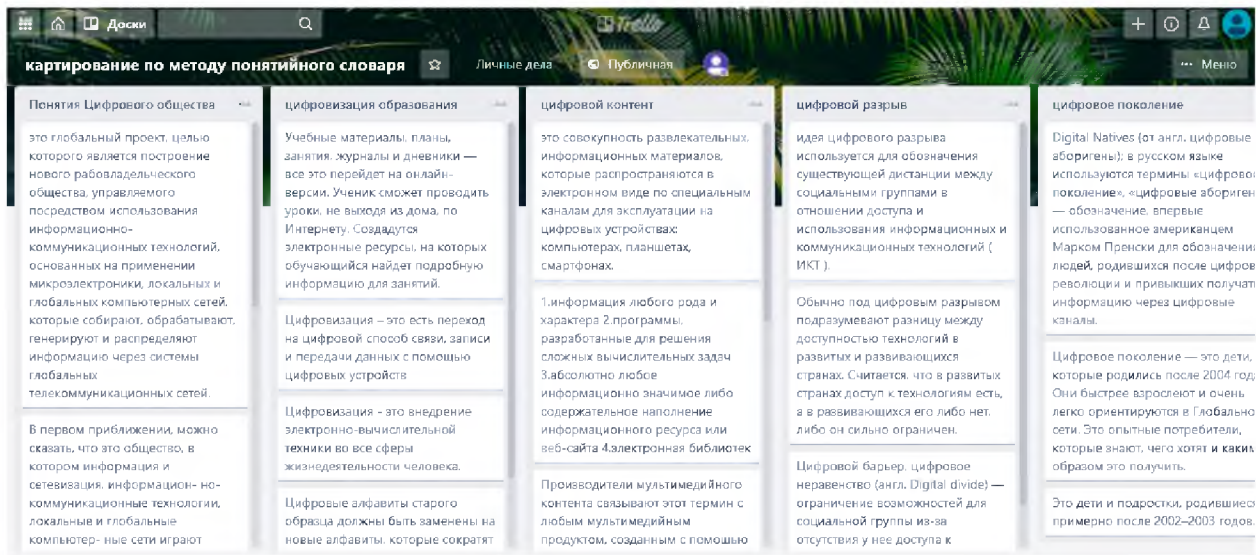 Доски
Trello
картирование по методу понятийного словаря
Личные дела
Публичная
··· Меню
Понятия Цифрового общества
это глобальный проект, целью
которого является построение
нового рабовладельческого
общества, управляемого
посредством использования
информационно-
коммуникационных технологий,
основанных на применении
микроэлектроники, локальных и
глобальных компьютерных сетей,
которые собирают, обрабатывают,
генерируют и распределяют
информацию через системы
глобальных
телекоммуникационных сетей.
В первом приближении, можно
сказать, что это общество, в
котором информация и
сетевизация, информацион- но-
коммуникационные технологии,
локальные и глобальные
компьютер- ные сети играют
цифровизация образования
Учебные материалы, планы,
занятия, журналы и дневники —
все это перейдет на онлайн-
версии. Ученик сможет проводить
уроки, не выходя из дома, по
Интернету. Создадутся
электронные ресурсы, на которых
обучающийся найдет подробную
информацию для занятий.
Цифровизация – это есть переход
на цифровой способ связи, записи
и передачи данных с помощью
цифровых устройств
Цифровизация - это внедрение
электронно-вычислительной
техники во все сферы
жизнедеятельности человека.
Цифровые алфавиты старого
образца должны быть заменены на
новые алфавиты, которые сократят
цифровой контент
это совокупность развлекательных,
информационных материалов,
которые распространяются в
электронном виде по специальным
каналам для эксплуатации на
цифровых устройствах:
компьютерах, планшетах,
смартфонах.
1.информация любого рода и
характера 2.программы,
разработанные для решения
сложных вычислительных задач
3.абсолютно любое
информационно значимое либо
содержательное наполнение
информационного ресурса или
веб-сайта 4.электронная библиотек
Производители мультимедийного
контента связывают этот термин с
любым мультимедийным
продуктом, созданным с помощью
цифровой разрыв
идея цифрового разрыва
используется для обозначения
существующей дистанции между
социальными группами в
отношении доступа и
использования информационных и
коммуникационных технологий (
ИКТ ).
Обычно под цифровым разрывом
подразумевают разницу между
доступностью технологий в
развитых и развивающихся
странах. Считается, что в развитых
странах доступ к технологиям есть,
а в развивающихся его либо нет,
либо он сильно ограничен.
Цифровой барьер, цифровое
неравенство (англ. Digital divide) —
ограничение возможностей для
социальной группы из-за
отсутствия у нее доступа к
цифровое поколение
Digital Natives (от англ. цифровые
аборигены); в русском языке
используются термины «цифровое
поколение», «цифровые абориген
— обозначение, впервые
использованное американцем
Марком Пренски для обозначени
людей, родившихся после цифров
революции и привыкших получат
информацию через цифровые
каналы.
Цифровое поколение — это дети,
которые родились после 2004 год
Они быстрее взрослеют и очень
легко ориентируются в Глобально
сети. Это опытные потребители,
которые знают, чего хотят и каким
образом это получить.
Это дети и подростки, родившиес
примерно после 2002–2003 годов.